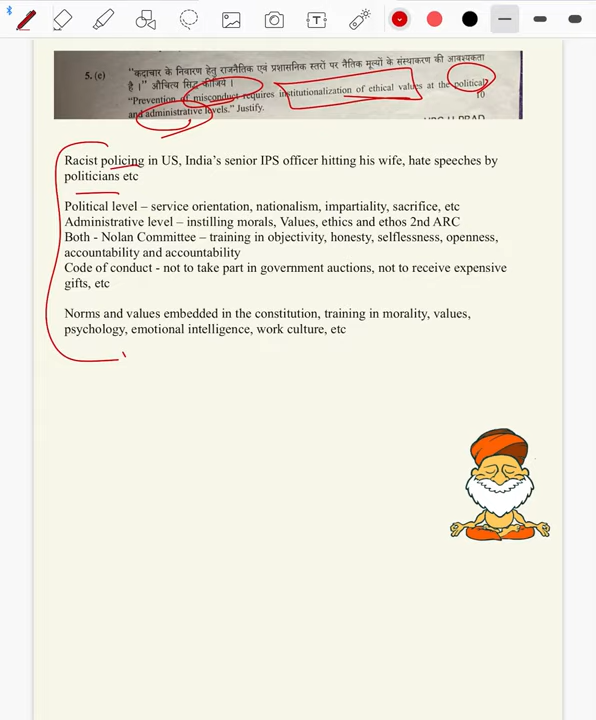 5. (e) "कदाचार के निवारण हेतु राजनैतिक एवं प्रशासनिक स्तरों पर नैतिक मूल्यों के संस्थाकरण की आवश्यकता
है।" औचित्य सिद्ध कीजिये।
"Prevention of misconduct requires institutionalization of ethical values at the political
and administrative levels." Justify. 10
Racist policing in US, India's senior IPS officer hitting his wife, hate speeches by
politicians etc
Political level – service orientation, nationalism, impartiality, sacrifice, etc
Administrative level – instilling morals, Values, ethics and ethos 2nd ARC
Both - Nolan Committee – training in objectivity, honesty, selflessness, openness,
accountability and accountability
Code of conduct - not to take part in government auctions, not to receive expensive
gifts, etc
Norms and values embedded in the constitution, training in morality, values,
psychology, emotional intelligence, work culture, etc